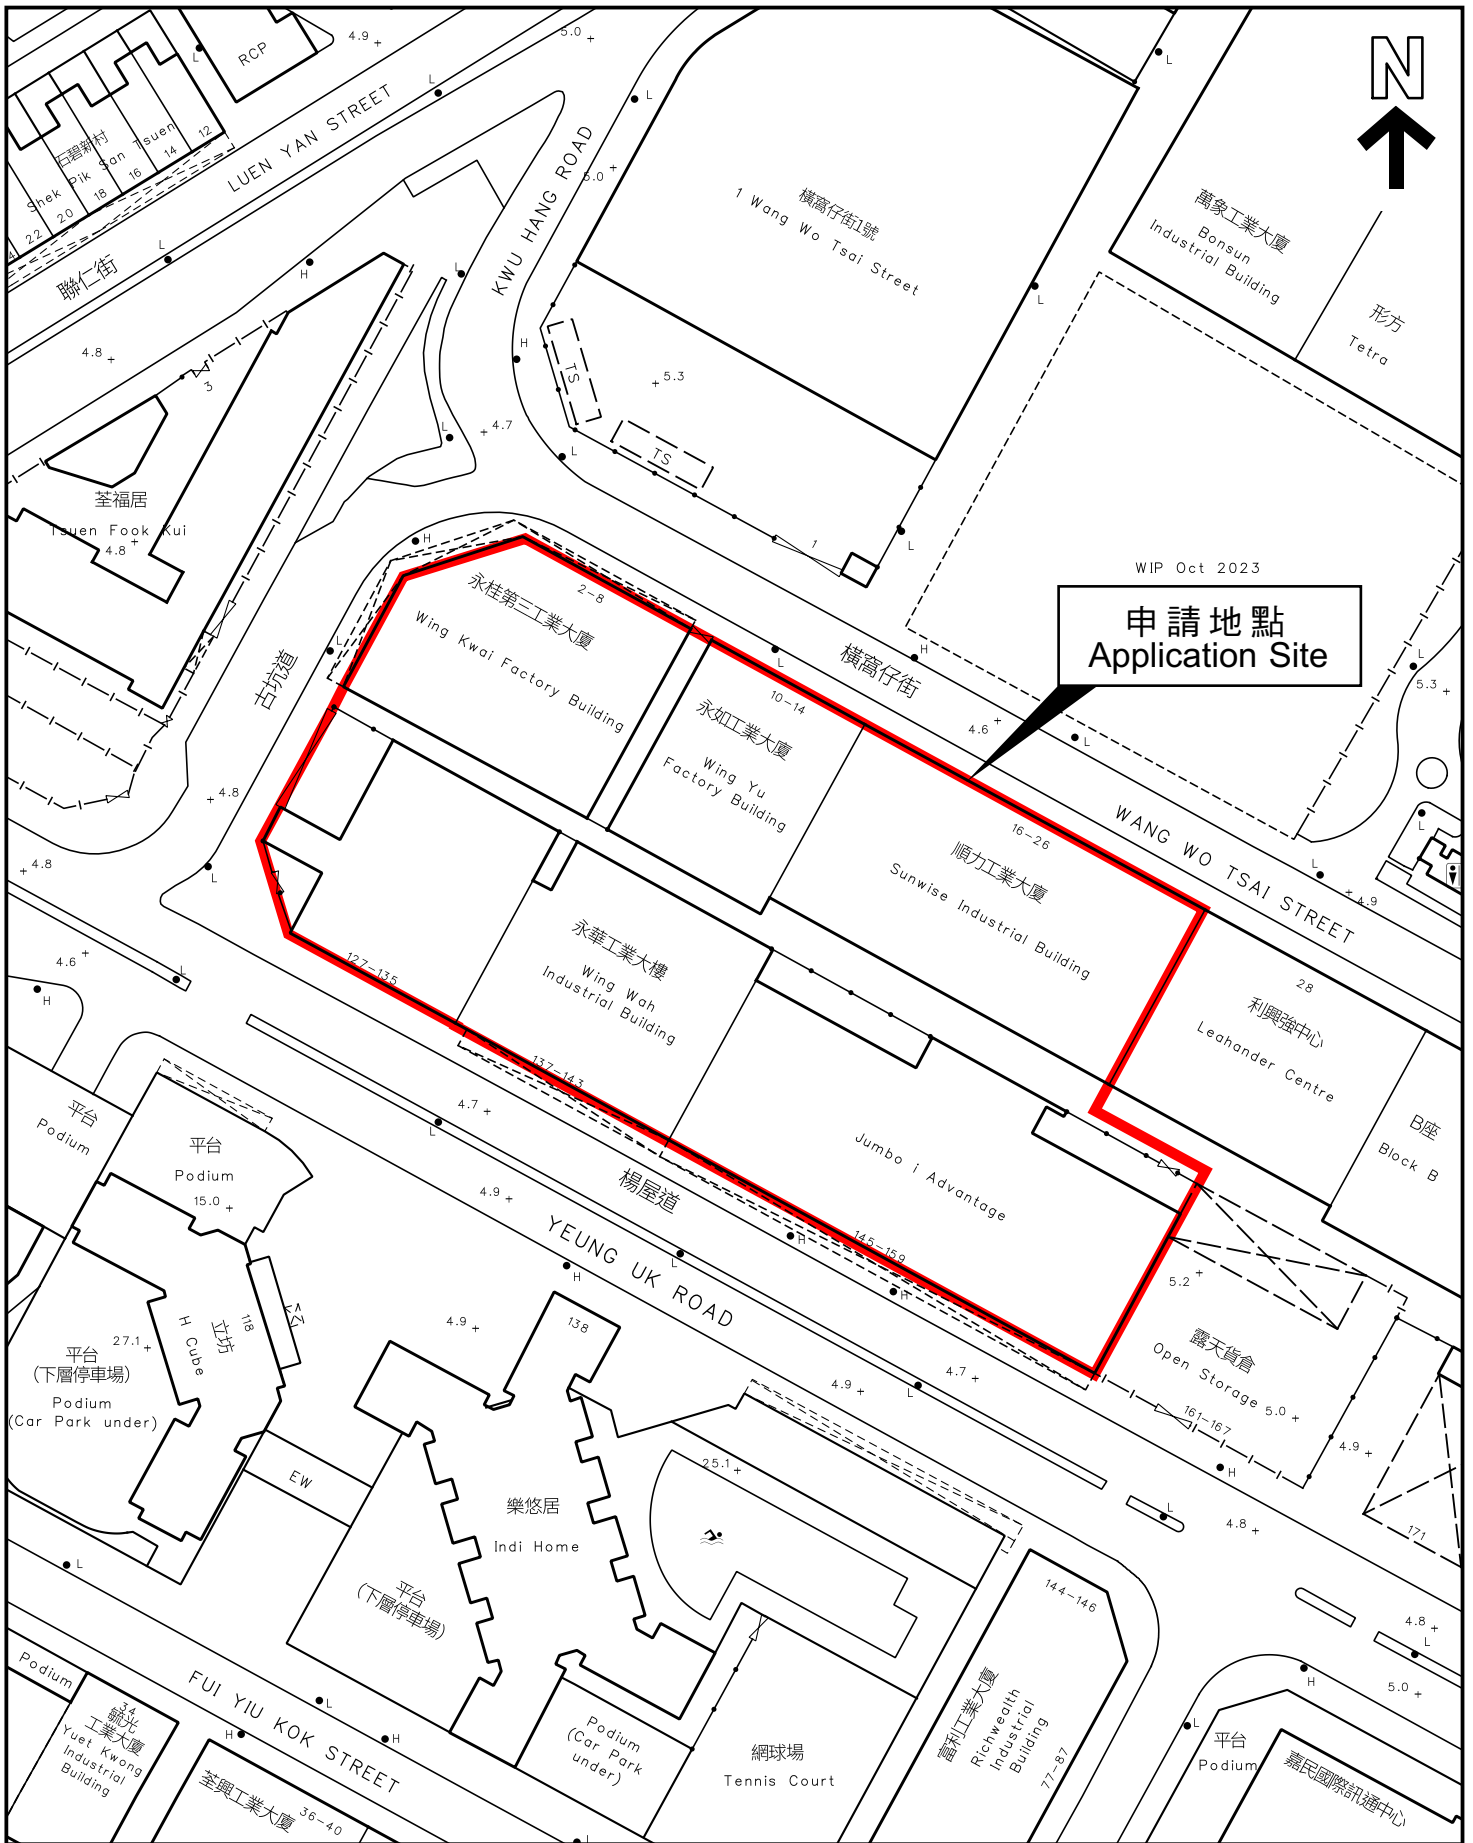 N
RCP
4.9
5.0
石碧新村
Shek Pik San Tsuen
12
14
16
18
20
22
LUEN YAN STREET
聯仁街
KWU HANG ROAD
5.0
橫窩仔街1號
1 Wang Wo Tsai Street
萬象工業大廈
Bonsun
Industrial Building
形方
Tetra
4.8
3
TS
TS
5.3
4.7
1
荃福居
Tsuen Fook Kui
4.8
WIP Oct 2023
申請地點
Application Site
永桂第三工業大廈
2-8
Wing Kwai Factory Building
古坑道
橫窩仔街
10-14
永如工業大廈
Wing Yu
Factory Building
4.6
5.3
4.8
4.8
WANG WO TSAI STREET
16-26
順力工業大廈
Sunwise Industrial Building
4.9
永華工業大樓
Wing Wah
Industrial Building
127-135
4.6
28
利興強中心
Leahander Centre
137-143
4.7
平台
Podium
平台
Podium
15.0
B座
Block B
Jumbo i Advantage
楊屋道
4.9
YEUNG UK ROAD
145-159
5.2
118
立坊
H Cube
27.1
平台
(下層停車場)
Podium
(Car Park under)
4.9
138
露天貨倉
Open Storage
5.0
161-167
4.9
4.7
4.9
25.1
EW
樂悠居
Indi Home
4.8
171
平台
(下層停車場)
144-146
4.8
FUI YIU KOK STREET
Podium
34
毓光
工業大廈
Yuet Kwong
Industrial
Building
荃興工業大廈
36-40
Podium
(Car Park
under)
網球場
Tennis Court
富利工業大廈
Richwealth
Industrial
Building
77-87
5.0
平台
Podium
嘉民國際訊通中心